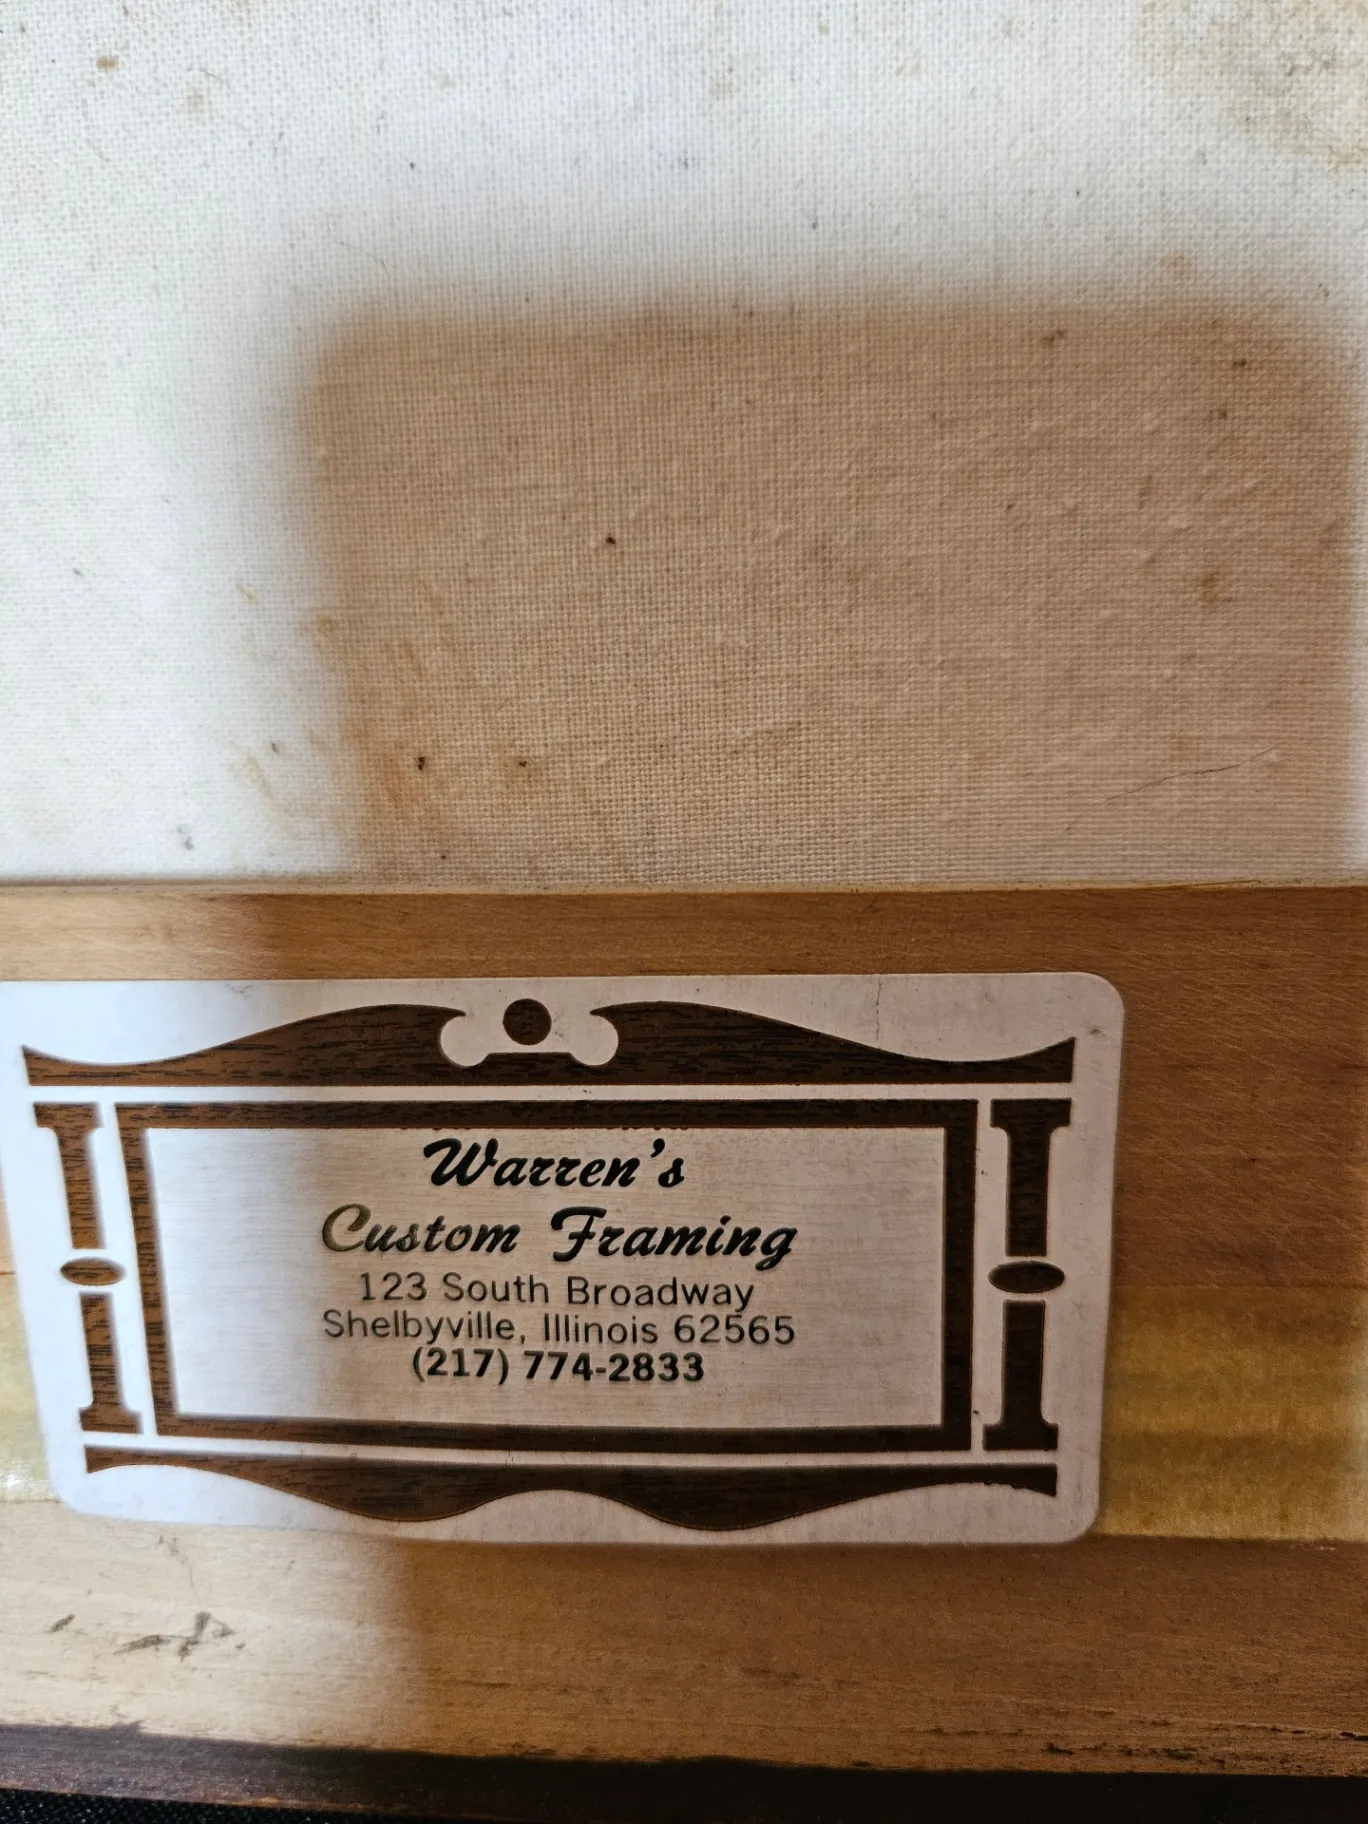 Warren's
Custom Framing
123 South Broadway
Shelbyville, Illinois 62565
(217) 774-2833